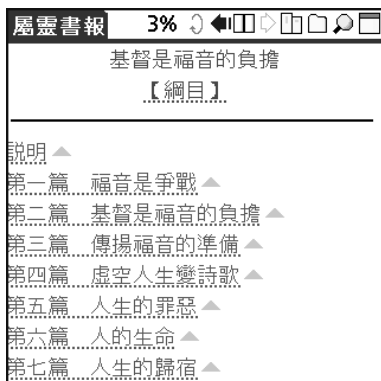 屬靈書報 3%
基督是福音的負擔
【綱目】
説明
第一篇 福音是爭戰
第二篇 基督是福音的負擔
第三篇 傳揚福音的準備
第四篇 虛空人生變詩歌
第五篇 人生的罪惡
第六篇 人的生命
第七篇 人生的歸宿